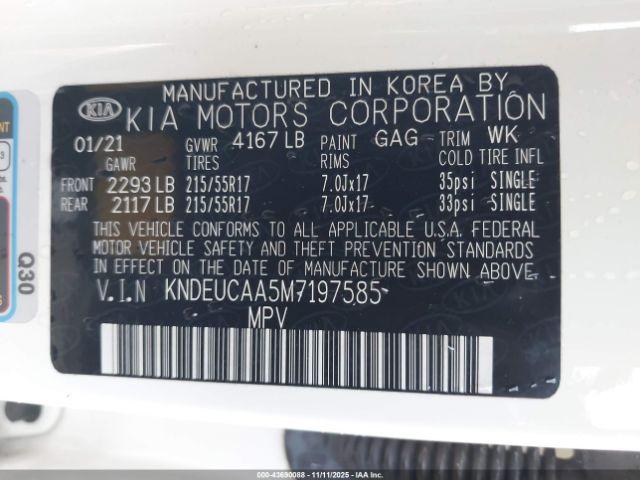 MANUFACTURED IN KOREA BY
KIA KIA MOTORS CORPORATION
01/21 GVWR 4167 LB PAINT GAG TRIM WK
GAWR TIRES RIMS COLD TIRE INFL
FRONT 2293 LB 215/55R17 7.0Jx17 35psi SINGLE
REAR 2117 LB 215/55R17 7.0Jx17 33psi SINGLE
THIS VEHICLE CONFORMS TO ALL APPLICABLE U.S.A. FEDERAL
MOTOR VEHICLE SAFETY AND THEFT PREVENTION STANDARDS
IN EFFECT ON THE DATE OF MANUFACTURE SHOWN ABOVE.
V.I.N KNDEUCAA5M7197585
MPV
Q30
000-43690088 - 11/11/2025 - IAA Inc.